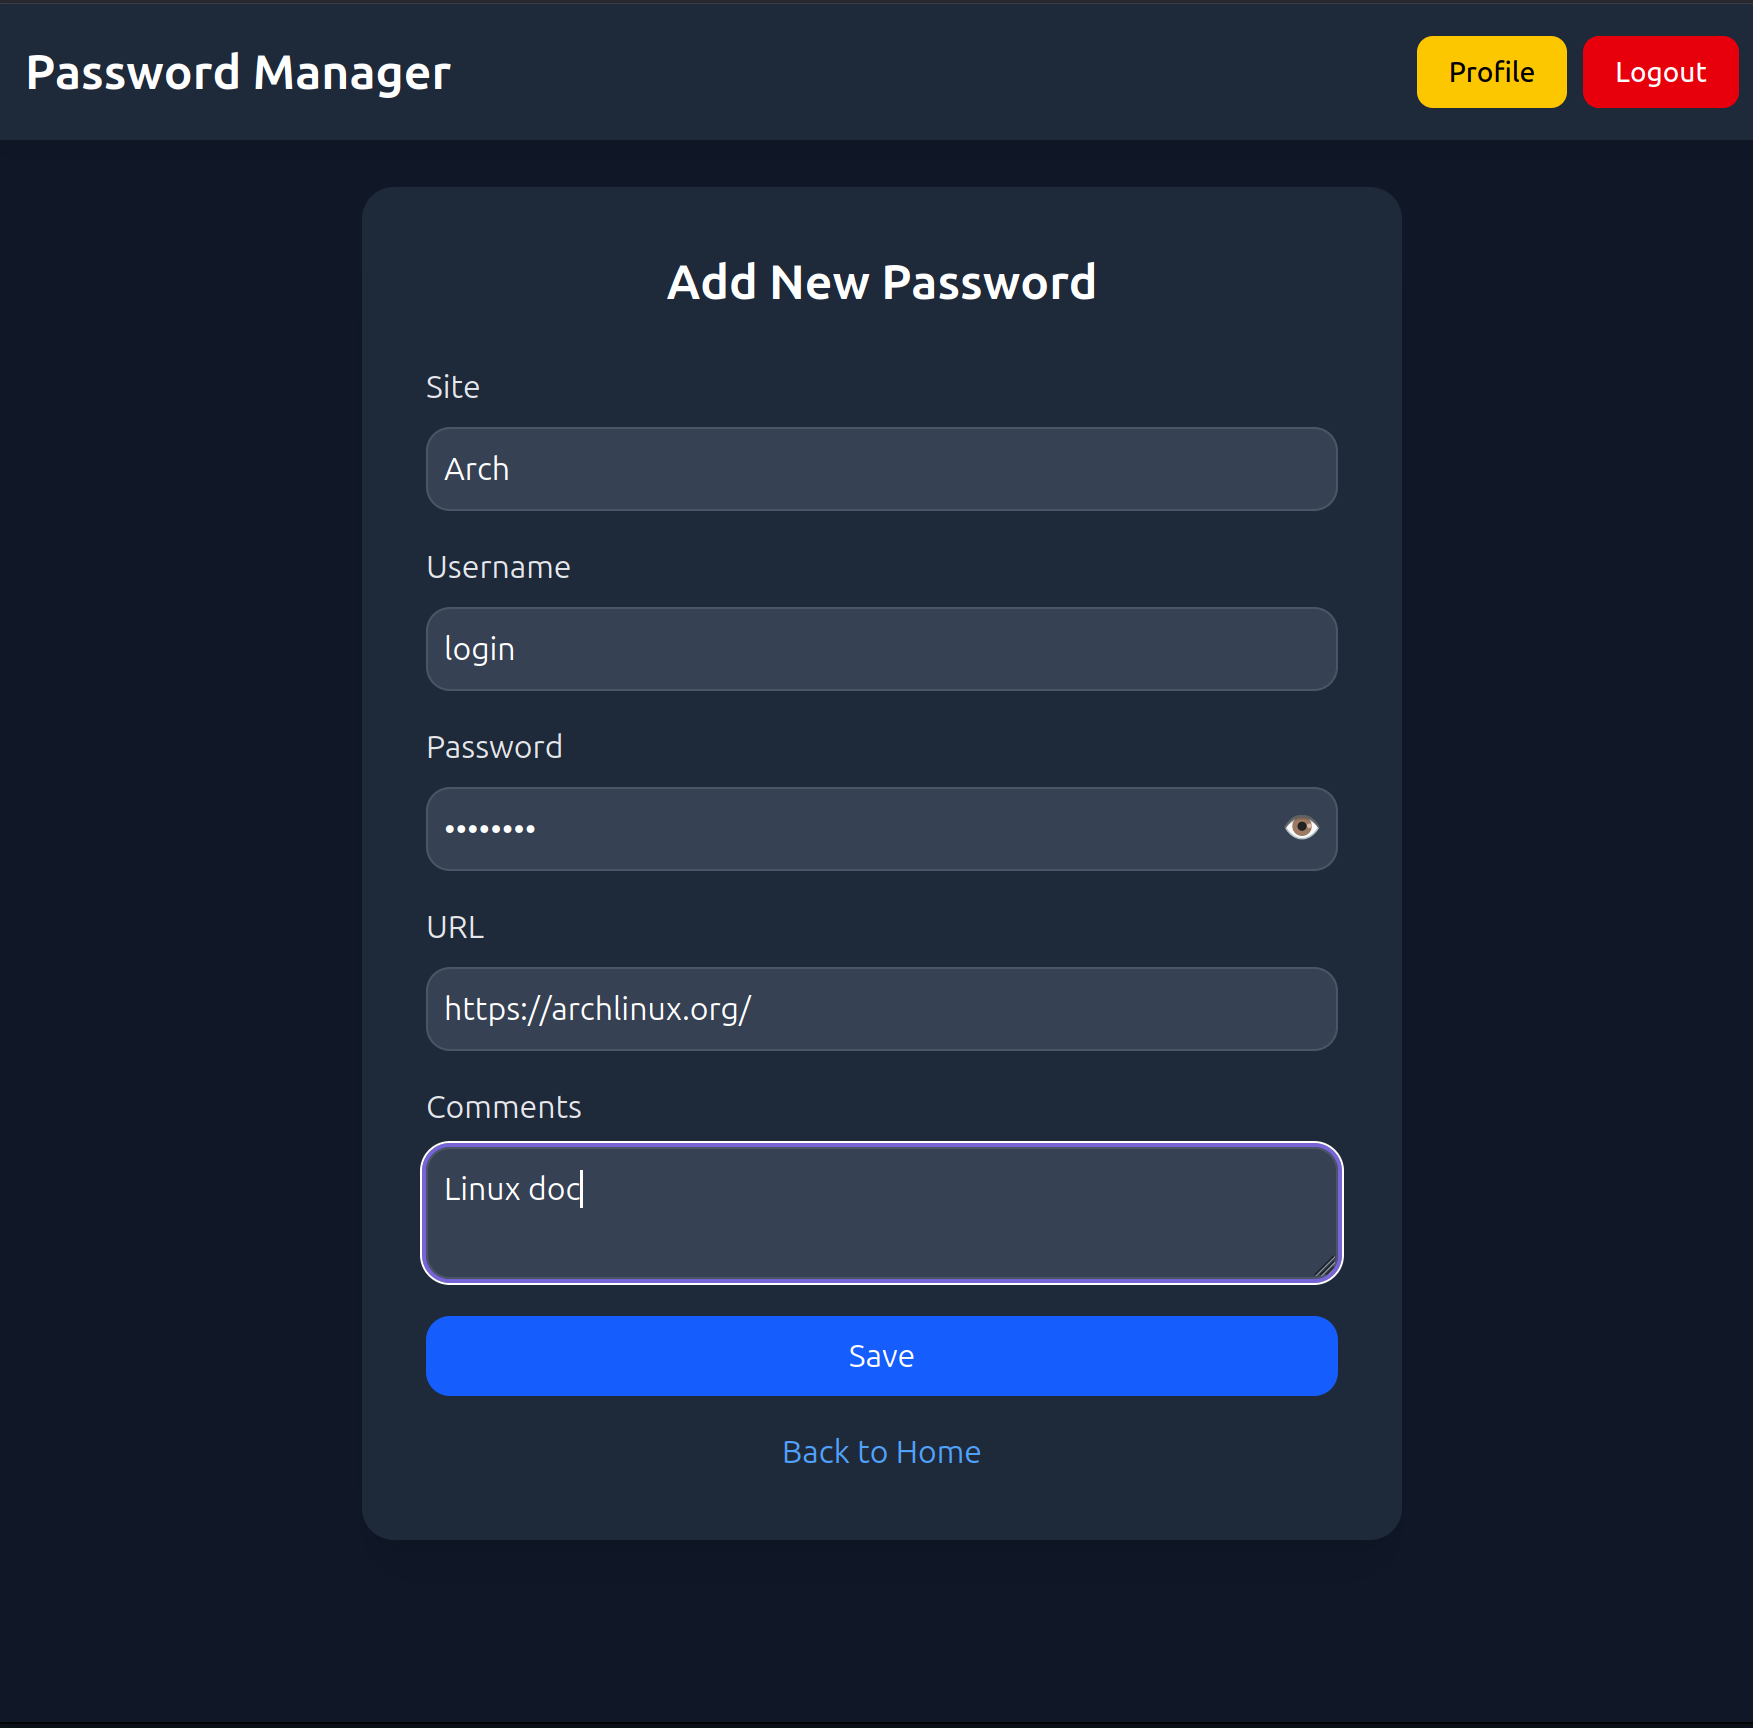 Password Manager
Profile
Logout
Add New Password
Site
Arch
Username
login
Password
••••••••
URL
https://archlinux.org/
Comments
Linux doc
Save
Back to Home